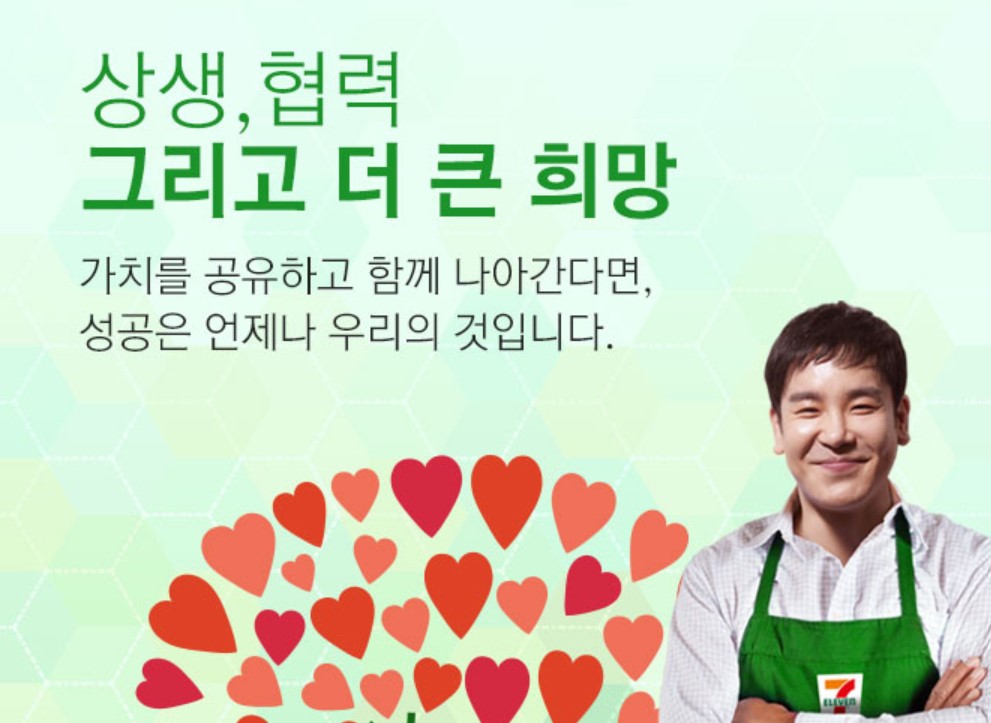 상생,협력
그리고 더 큰 희망
가치를 공유하고 함께 나아간다면,
성공은 언제나 우리의 것입니다.
7
ELEVEN